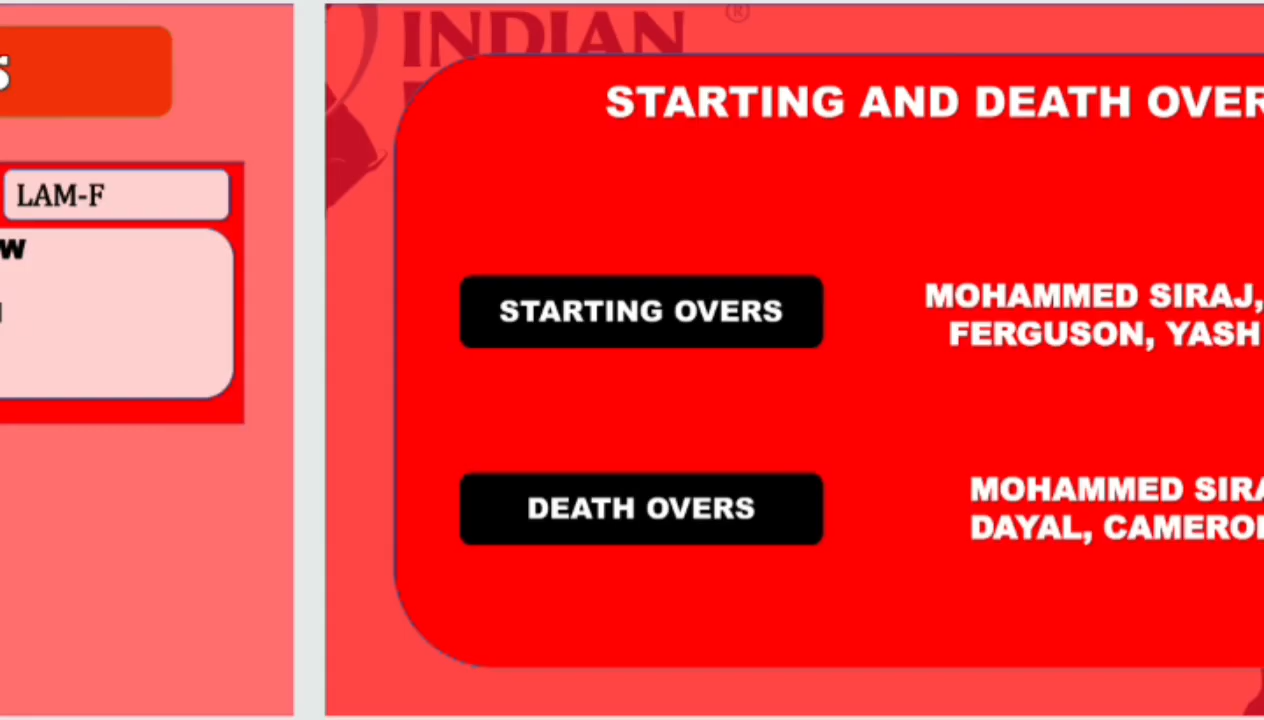 LAM-F
INDIAN
®
STARTING AND DEATH OVER
STARTING OVERS
MOHAMMED SIRAJ,
FERGUSON, YASH
DEATH OVERS
MOHAMMED SIRA
DAYAL, CAMERO